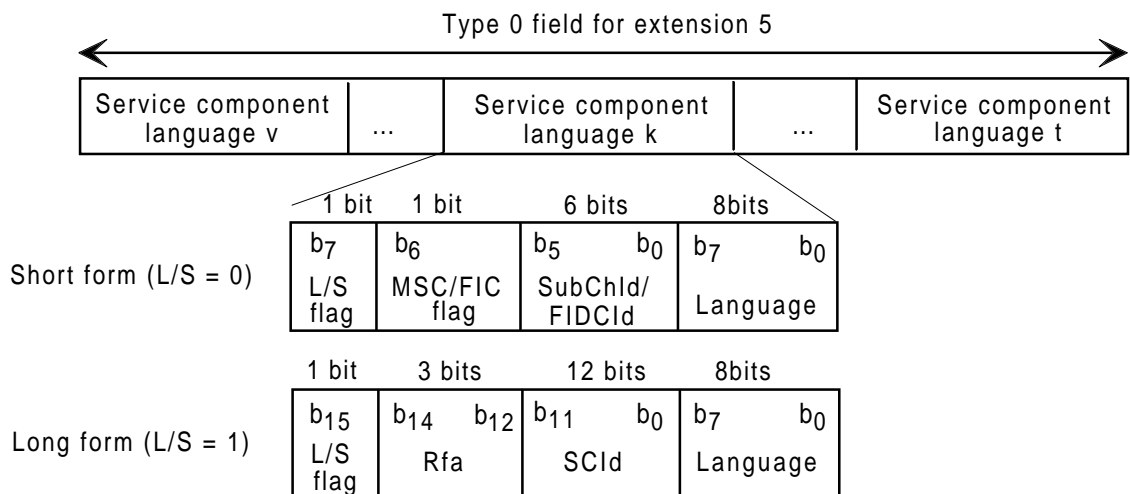 Type 0 field for extension 5
Service component language v
...
Service component language k
...
Service component language t
1 bit 1 bit 6 bits 8bits
Short form (L/S = 0)
b7 b6 b5 b0 b7 b0
L/S flag
MSC/FIC flag
SubChId/ FIDCId
Language
1 bit 3 bits 12 bits 8bits
Long form (L/S = 1)
b15 b14 b12 b11 b0 b7 b0
L/S flag
Rfa
SCId
Language